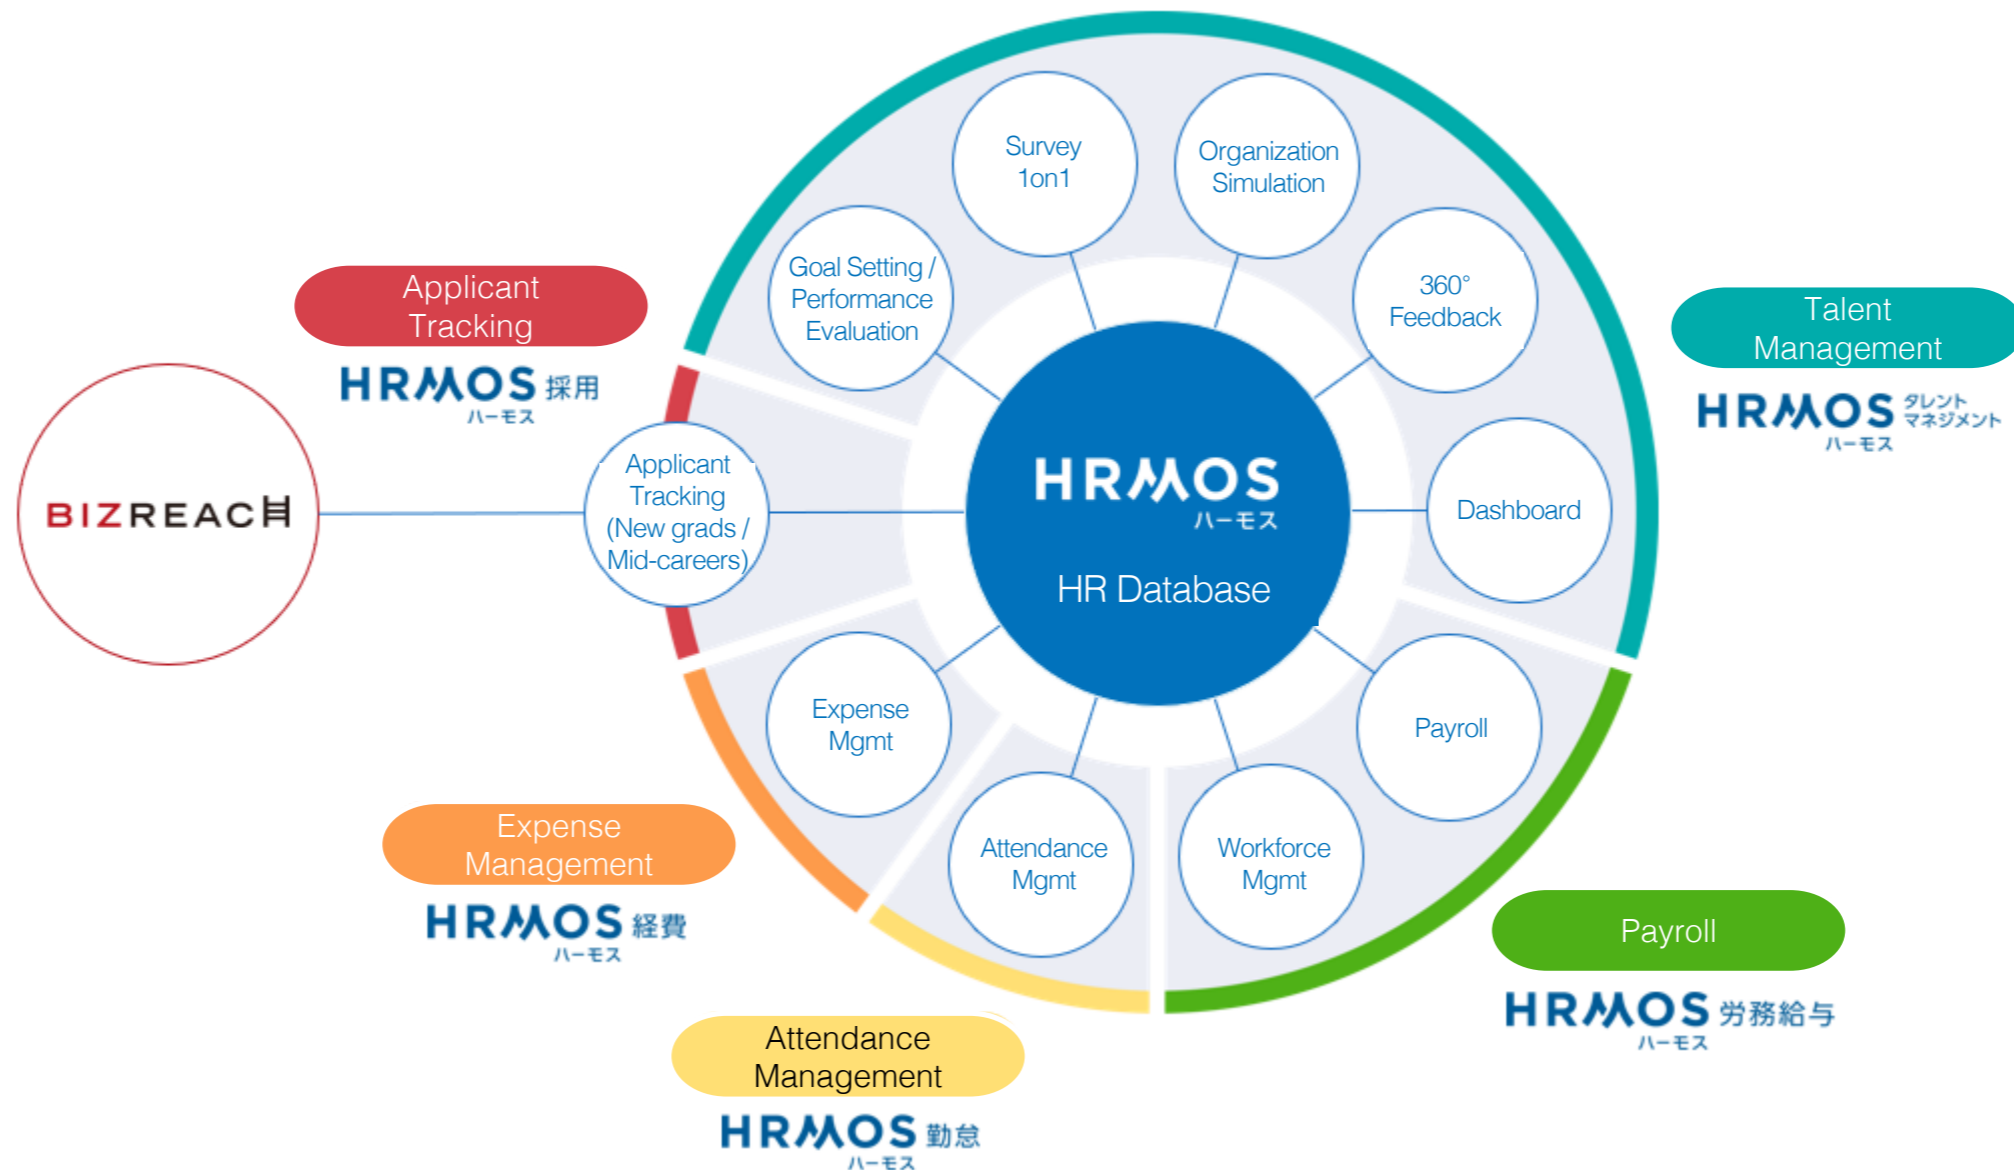 Survey
1on1
Organization
Simulation
Goal Setting /
Performance
Evaluation
360°
Feedback
Applicant
Tracking
HRMOS 採用
ハーモス
Talent
Management
HRMOS タレント
マネジメント
ハーモス
BIZREACH
Applicant
Tracking
(New grads /
Mid-careers)
HRMOS
ハーモス
HR Database
Dashboard
Expense
Mgmt
Payroll
Attendance
Mgmt
Workforce
Mgmt
Expense
Management
HRMOS 経費
ハーモス
Payroll
HRMOS 労務給与
ハーモス
Attendance
Management
HRMOS 勤怠
ハーモス